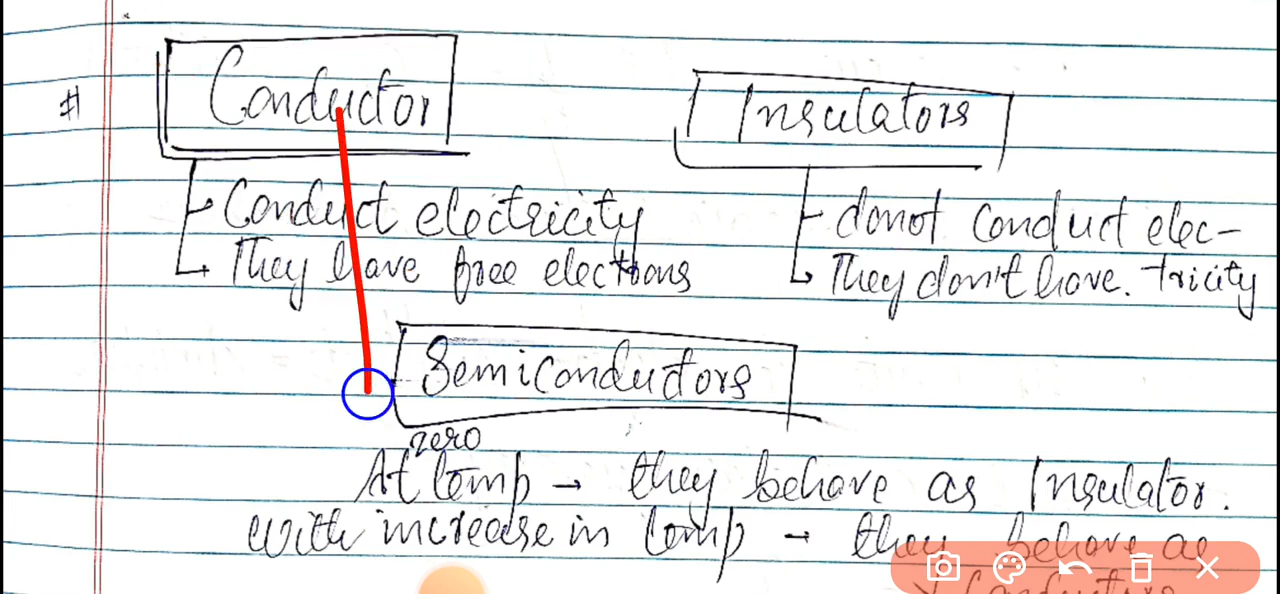 #
Conductor
Insulators
Conduct electricity
They have free electrons
donot conduct elec-
They don't have. tricity
Semiconductors
zero
At temp → they behave as Insulator.
with increase in temp → they behave as
Conductors